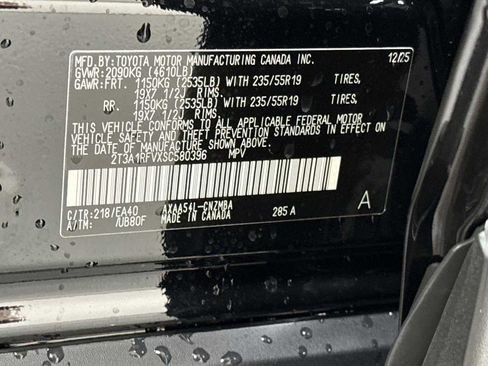 MFD.BY:TOYOTA MOTOR MANUFACTURING CANADA INC. 12/25
GVWR:2090KG (4610LB)
GAWR:FRT. 1150KG (2535LB) WITH 235/55R19 TIRES,
19X7 1/2J RIMS.
RR. 1150KG (2535LB) WITH 235/55R19 TIRES,
19X7 1/2J RIMS.
THIS VEHICLE CONFORMS TO ALL APPLICABLE FEDERAL MOTOR
VEHICLE SAFETY AND THEFT PREVENTION STANDARDS IN EFFECT ON
THE DATE OF MANUFACTURE SHOWN ABOVE.
2T3A1RFVXSC580396 MPV
C/TR:218/EA40 AXAA54L-CNZMBA A
A/TM: /UB80F MADE IN CANADA 285A